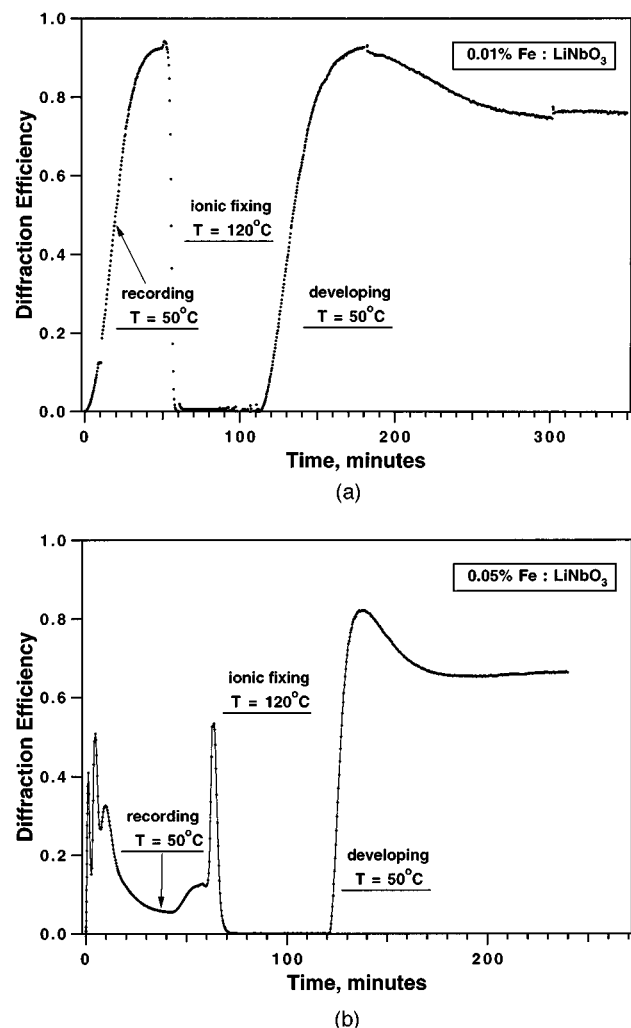 1.0
0.8
0.6
0.4
0.2
0.0
Diffraction Efficiency
0.01% Fe : LiNbO3
ionic fixing
T = 120°C
recording
T = 50°C
developing
T = 50°C
0 100 200 300
Time, minutes
(a)
1.0
0.8
0.6
0.4
0.2
0.0
Diffraction Efficiency
0.05% Fe : LiNbO3
ionic fixing
T = 120°C
recording
T = 50°C
developing
T = 50°C
0 100 200
Time, minutes
(b)